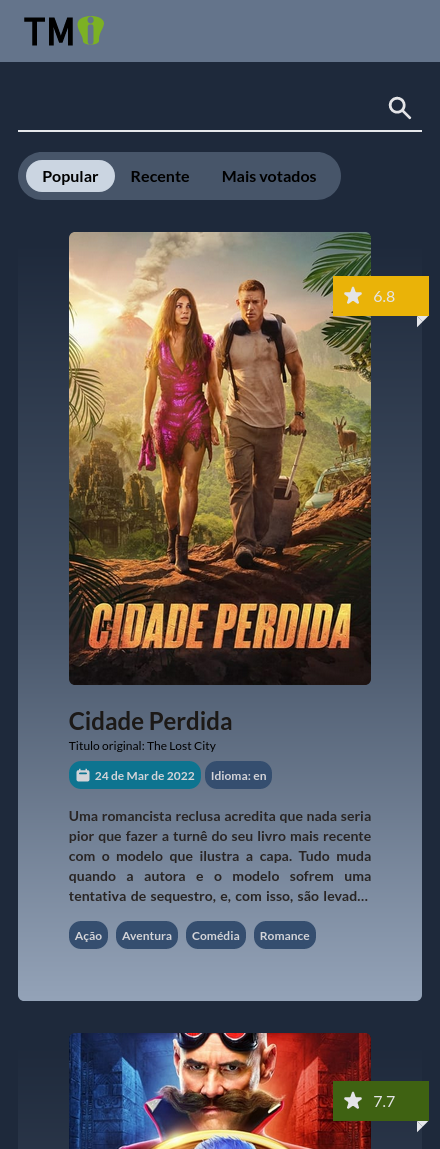 TMi
Popular
Recente
Mais votados
6.8
CIDADE PERDIDA
Cidade Perdida
Titulo original: The Lost City
24 de Mar de 2022
Idioma: en
Uma romancista reclusa acredita que nada seria
pior que fazer a turnê do seu livro mais recente
com o modelo que ilustra a capa. Tudo muda
quando a autora e o modelo sofrem uma
tentativa de sequestro, e, com isso, são levad...
Ação
Aventura
Comédia
Romance
7.7